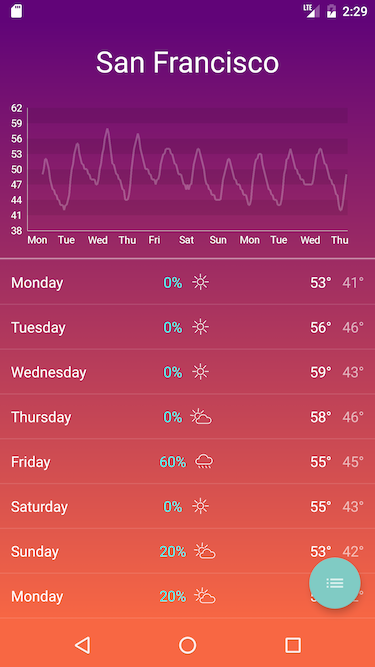 LTE 2:29
San Francisco
62
59
56
53
50
47
44
41
38
Mon Tue Wed Thu Fri Sat Sun Mon Tue Wed Thu
Monday 0% 53° 41°
Tuesday 0% 56° 46°
Wednesday 0% 59° 43°
Thursday 0% 58° 46°
Friday 60% 55° 45°
Saturday 0% 55° 43°
Sunday 20% 53° 42°
Monday 20%